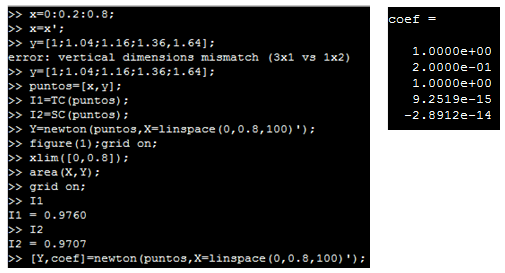 >> x=0:0.2:0.8;
>> x=x';
>> y=[1;1.04;1.16;1.36,1.64];
error: vertical dimensions mismatch (3x1 vs 1x2)
>> y=[1;1.04;1.16;1.36;1.64];
>> puntos=[x,y];
>> I1=TC(puntos);
>> I2=SC(puntos);
>> Y=newton(puntos,X=linspace(0,0.8,100)');
>> figure(1);grid on;
>> xlim([0,0.8]);
>> area(X,Y);
>> grid on;
>> I1
I1 = 0.9760
>> I2
I2 = 0.9707
>> [Y,coef]=newton(puntos,X=linspace(0,0.8,100)');
coef =
1.0000e+00
2.0000e-01
1.0000e+00
9.2519e-15
-2.8912e-14